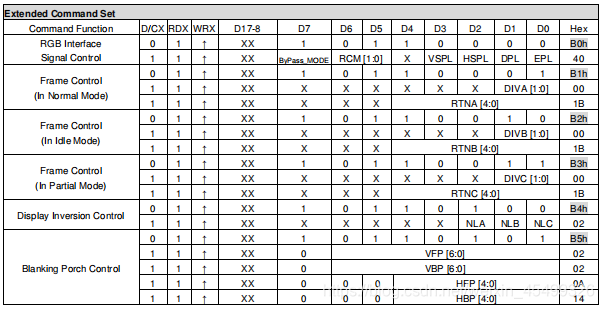 Extended Command Set
Command Function D/CX RDX WRX D17-8 D7 D6 D5 D4 D3 D2 D1 D0 Hex
RGB Interface 0 1 ↑ XX 1 0 1 1 0 0 0 0 B0h
Signal Control 1 1 ↑ XX ByPass_MODE RCM [1:0] X VSPL HSPL DPL EPL 40
Frame Control 0 1 ↑ XX 1 0 1 1 0 0 0 1 B1h
(In Normal Mode) 1 1 ↑ XX X X X X X X DIVA [1:0] 00
1 1 ↑ XX X X X RTNA [4:0] 1B
Frame Control 0 1 ↑ XX 1 0 1 1 0 0 1 0 B2h
(In Idle Mode) 1 1 ↑ XX X X X X X X DIVB [1:0] 00
1 1 ↑ XX X X X RTNB [4:0] 1B
Frame Control 0 1 ↑ XX 1 0 1 1 0 0 1 1 B3h
(In Partial Mode) 1 1 ↑ XX X X X X X X DIVC [1:0] 00
1 1 ↑ XX X X X RTNC [4:0] 1B
Display Inversion Control 0 1 ↑ XX 1 0 1 1 0 1 0 0 B4h
1 1 ↑ XX X X X X X NLA NLB NLC 02
Blanking Porch Control 0 1 ↑ XX 1 0 1 1 0 1 0 1 B5h
1 1 ↑ XX 0 VFP [6:0] 02
1 1 ↑ XX 0 VBP [6:0] 02
1 1 ↑ XX 0 0 0 HFP [4:0] 0A
1 1 ↑ XX 0 0 0 HBP [4:0] 14